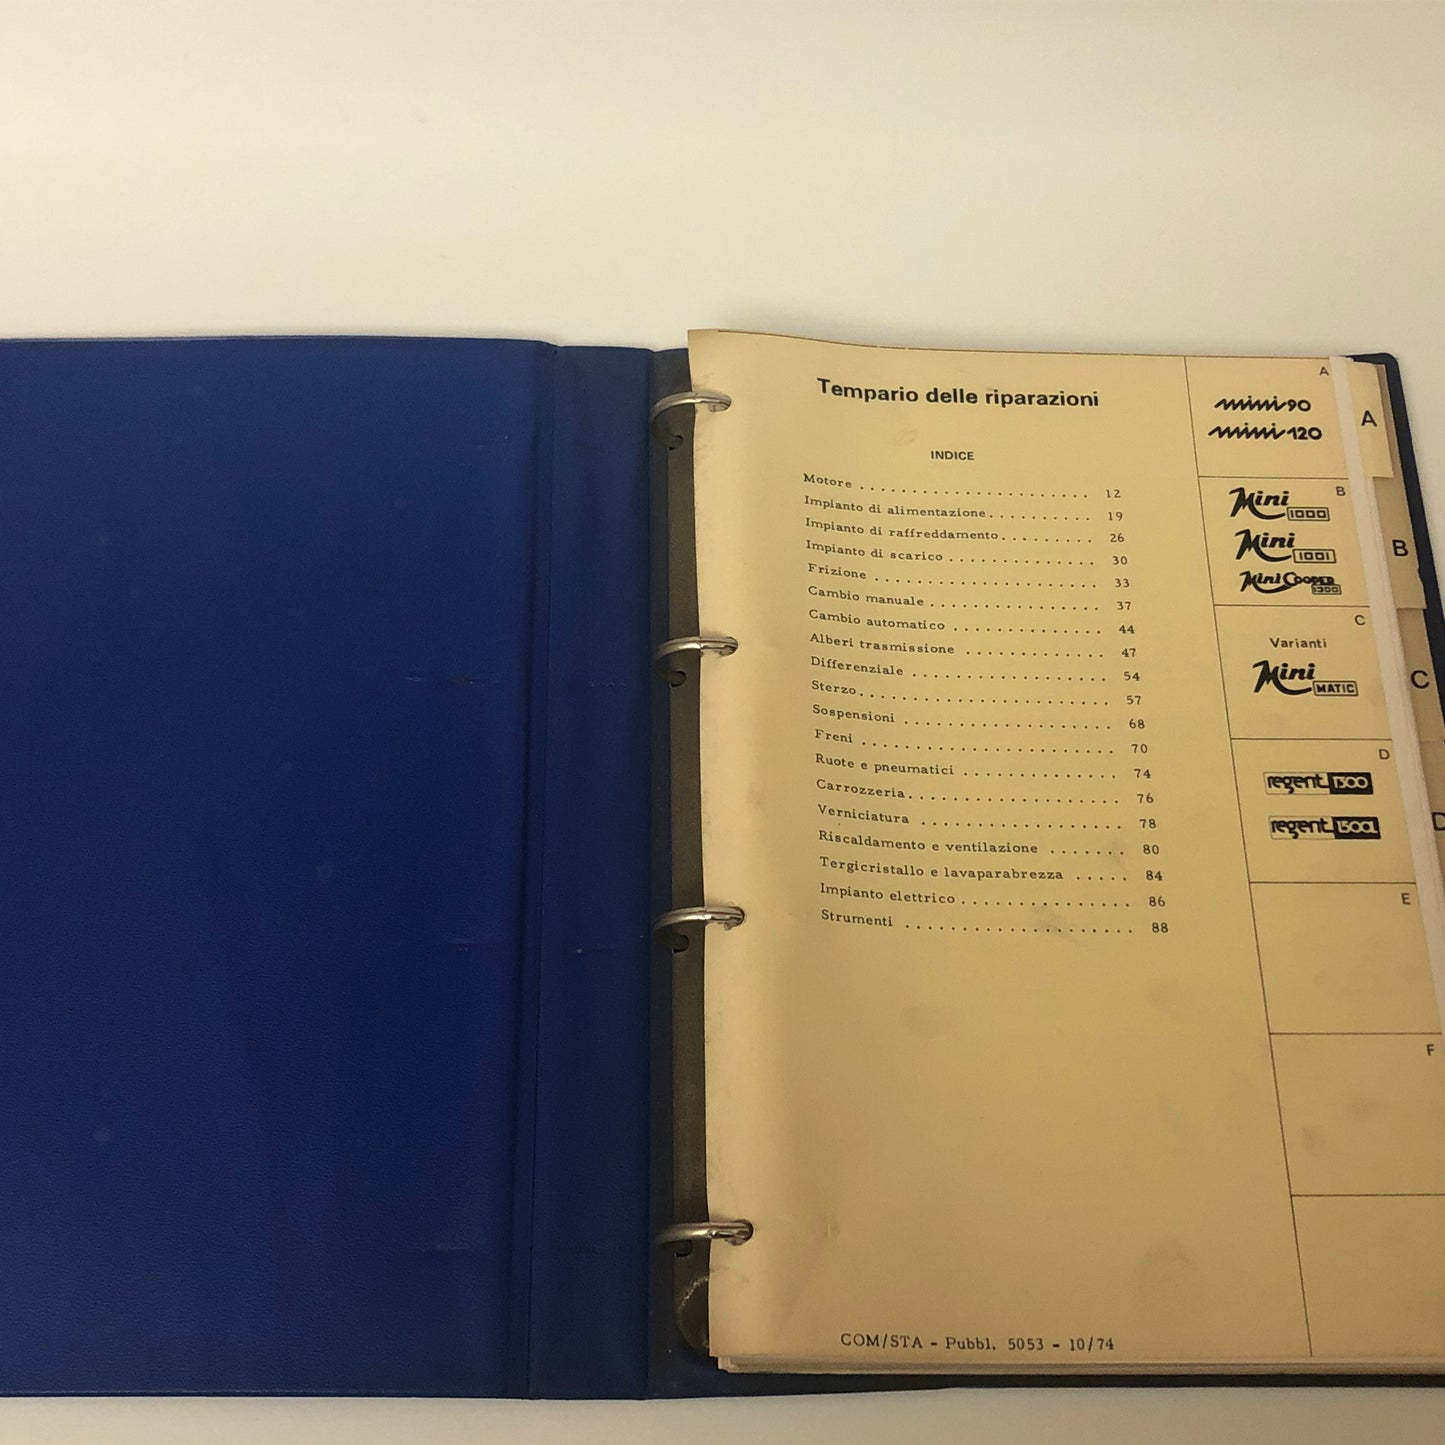 Tempario delle riparazioni
INDICE
Motore . . . . . . . . . . . . . . . . . . . . . . 12
Impianto di alimentazione. . . . . . . . . . 19
Impianto di raffreddamento. . . . . . . . . 26
Impianto di scarico . . . . . . . . . . . . . . 30
Frizione . . . . . . . . . . . . . . . . . . . . . 33
Cambio manuale . . . . . . . . . . . . . . . . 37
Cambio automatico . . . . . . . . . . . . . . 44
Alberi trasmissione . . . . . . . . . . . . . 47
Differenziale . . . . . . . . . . . . . . . . . . 54
Sterzo. . . . . . . . . . . . . . . . . . . . . . . 57
Sospensioni . . . . . . . . . . . . . . . . . . . 68
Freni . . . . . . . . . . . . . . . . . . . . . . . 70
Ruote e pneumatici . . . . . . . . . . . . . . 74
Carrozzeria. . . . . . . . . . . . . . . . . . . 76
Verniciatura . . . . . . . . . . . . . . . . . . 78
Riscaldamento e ventilazione . . . . . . . 80
Tergicristallo e lavaparabrezza . . . . . 84
Impianto elettrico. . . . . . . . . . . . . . . 86
Strumenti . . . . . . . . . . . . . . . . . . . . 88
COM/STA - Pubbl. 5053 - 10/74
A
mini 90
mini 120
A
B
Mini 1000
Mini 1001
Mini Cooper 1300
B
C
Varianti
Mini MATIC
C
D
regent 1300
regent 1500L
D
E
F